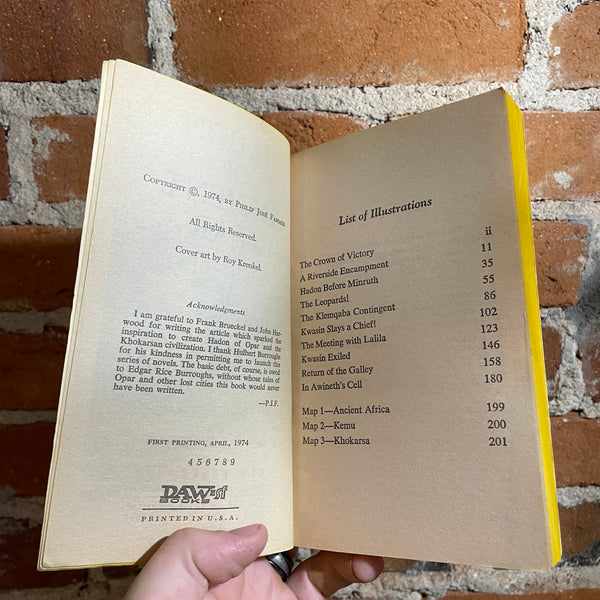 COPYRIGHT ©, 1974, BY PHILIP JOSÉ FARMER
All Rights Reserved.
Cover art by Roy Krenkel.
Acknowledgments
I am grateful to Frank Brueckel and John Har-
wood for writing the article which sparked the
inspiration to create Hadon of Opar and the
Khokarsan civilization. I thank Hulbert Burroughs
for his kindness in permitting me to launch this
series of novels. The basic debt, of course, is owed
to Edgar Rice Burroughs, without whose tales of
Opar and other lost cities this book would never
have been written.
—P.J.F.
FIRST PRINTING, APRIL, 1974
4 5 6 7 8 9
DAW sf
BOOKS
PRINTED IN U.S.A.
List of Illustrations
The Crown of Victory ii
A Riverside Encampment 11
Hadon Before Minruth 35
The Leopards! 55
The Klemqaba Contingent 86
Kwasin Slays a Chief! 102
The Meeting with Lalila 123
Kwasin Exiled 146
Return of the Galley 158
In Awineth's Cell 180
Map 1—Ancient Africa 199
Map 2—Kemu 200
Map 3—Khokarsa 201